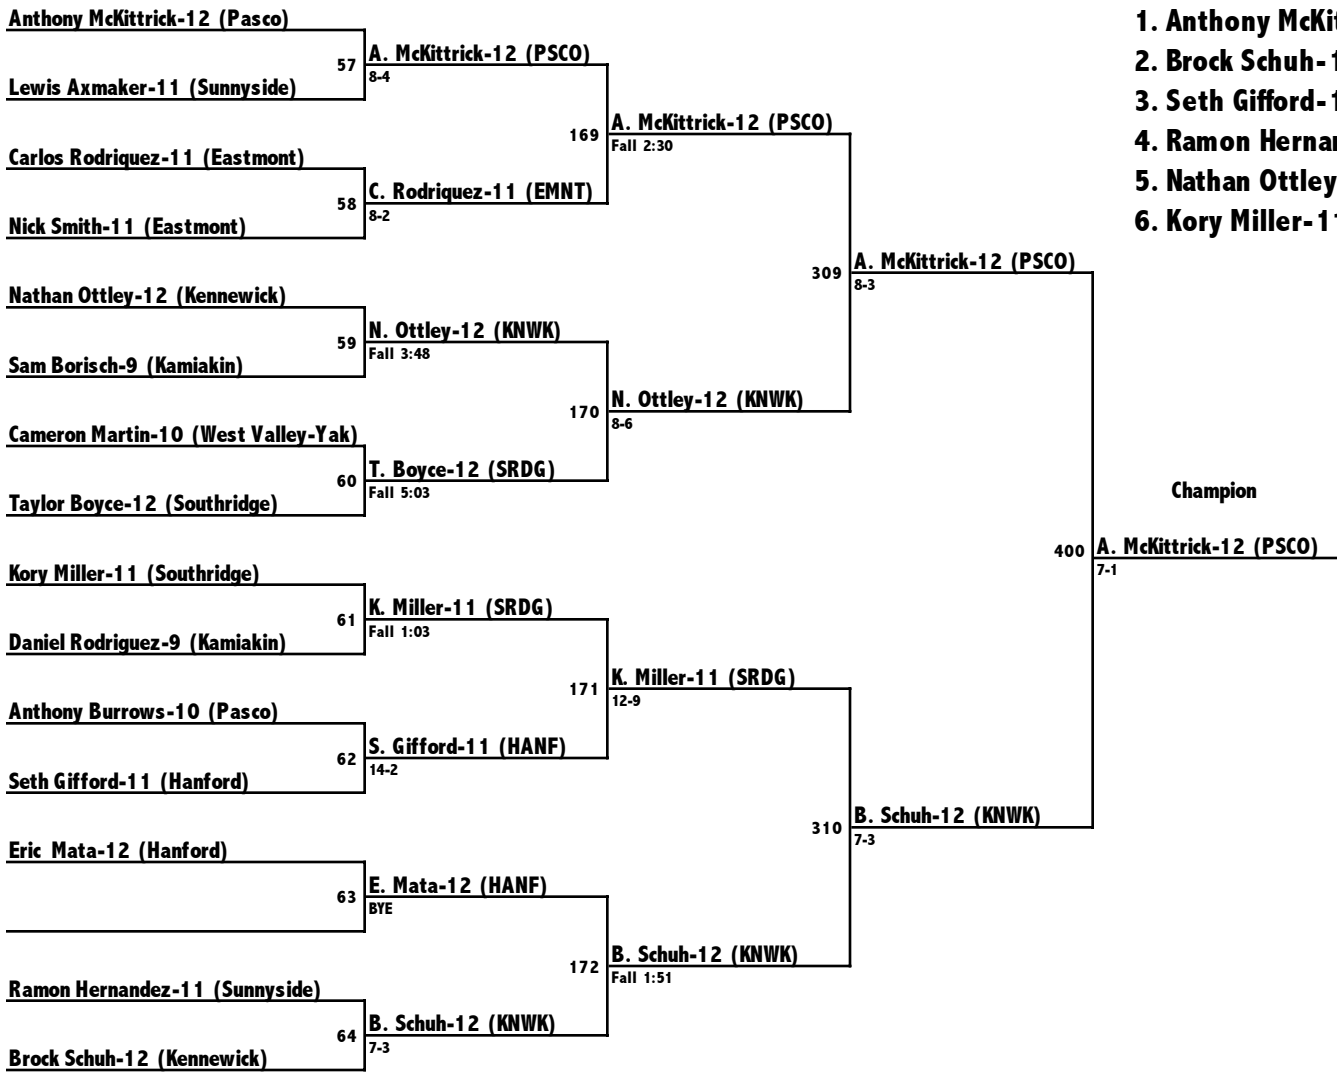 Anthony McKittrick-12 (Pasco)
57
A. McKittrick-12 (PSCO)
8-4
Lewis Axmaker-11 (Sunnyside)
169
A. McKittrick-12 (PSCO)
Fall 2:30
Carlos Rodriquez-11 (Eastmont)
58
C. Rodriquez-11 (EMNT)
8-2
Nick Smith-11 (Eastmont)
309
A. McKittrick-12 (PSCO)
8-3
Nathan Ottley-12 (Kennewick)
59
N. Ottley-12 (KNWK)
Fall 3:48
Sam Borisch-9 (Kamiakin)
170
N. Ottley-12 (KNWK)
8-6
Cameron Martin-10 (West Valley-Yak)
60
T. Boyce-12 (SRDG)
Fall 5:03
Taylor Boyce-12 (Southridge)
Champion
400
A. McKittrick-12 (PSCO)
7-1
Kory Miller-11 (Southridge)
61
K. Miller-11 (SRDG)
Fall 1:03
Daniel Rodriguez-9 (Kamiakin)
171
K. Miller-11 (SRDG)
12-9
Anthony Burrows-10 (Pasco)
62
S. Gifford-11 (HANF)
14-2
Seth Gifford-11 (Hanford)
310
B. Schuh-12 (KNWK)
7-3
Eric Mata-12 (Hanford)
63
E. Mata-12 (HANF)
BYE
172
B. Schuh-12 (KNWK)
Fall 1:51
Ramon Hernandez-11 (Sunnyside)
64
B. Schuh-12 (KNWK)
7-3
Brock Schuh-12 (Kennewick)
1. Anthony McKit
2. Brock Schuh-1
3. Seth Gifford-1
4. Ramon Hernan
5. Nathan Ottley
6. Kory Miller-11